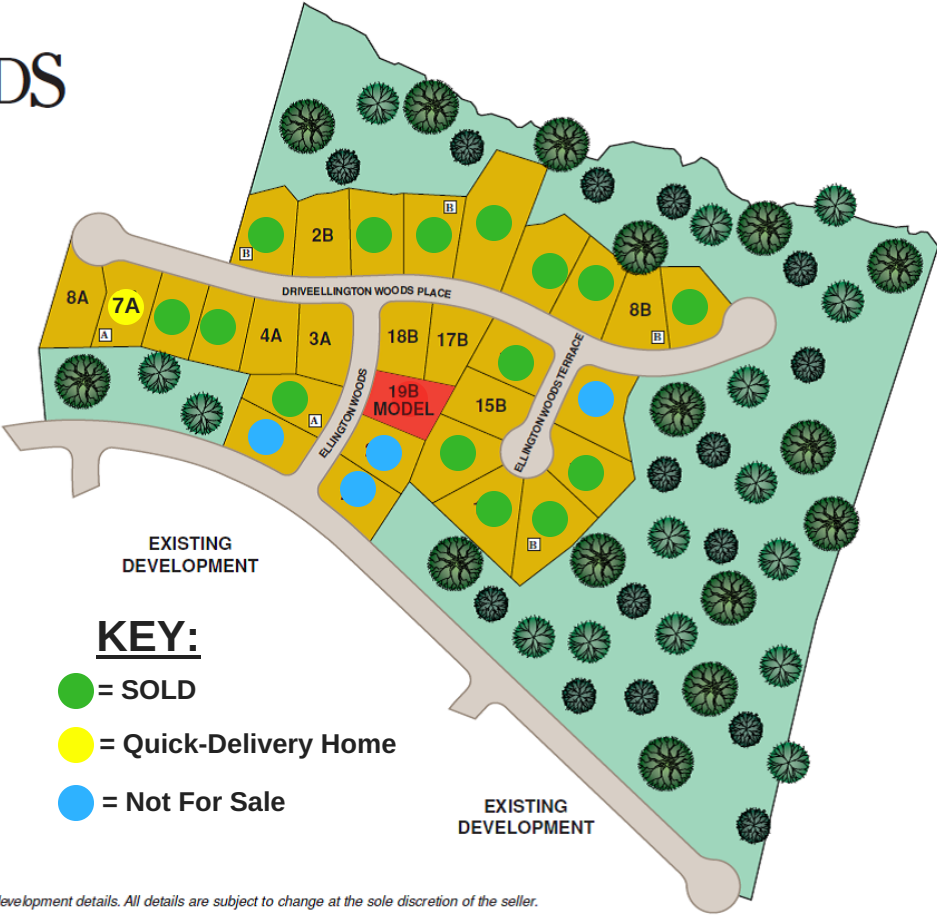 DS
B
2B
B
B
DRIVEELLINGTON WOODS PLACE
8A
7A
A
4A
3A
18B
17B
8B
B
19B
MODEL
15B
A
ELLINGTON WOODS
ELLINGTON WOODS TERRACE
B
EXISTING
DEVELOPMENT
KEY:
= SOLD
= Quick-Delivery Home
= Not For Sale
EXISTING
DEVELOPMENT
development details. All details are subject to change at the sole discretion of the seller.